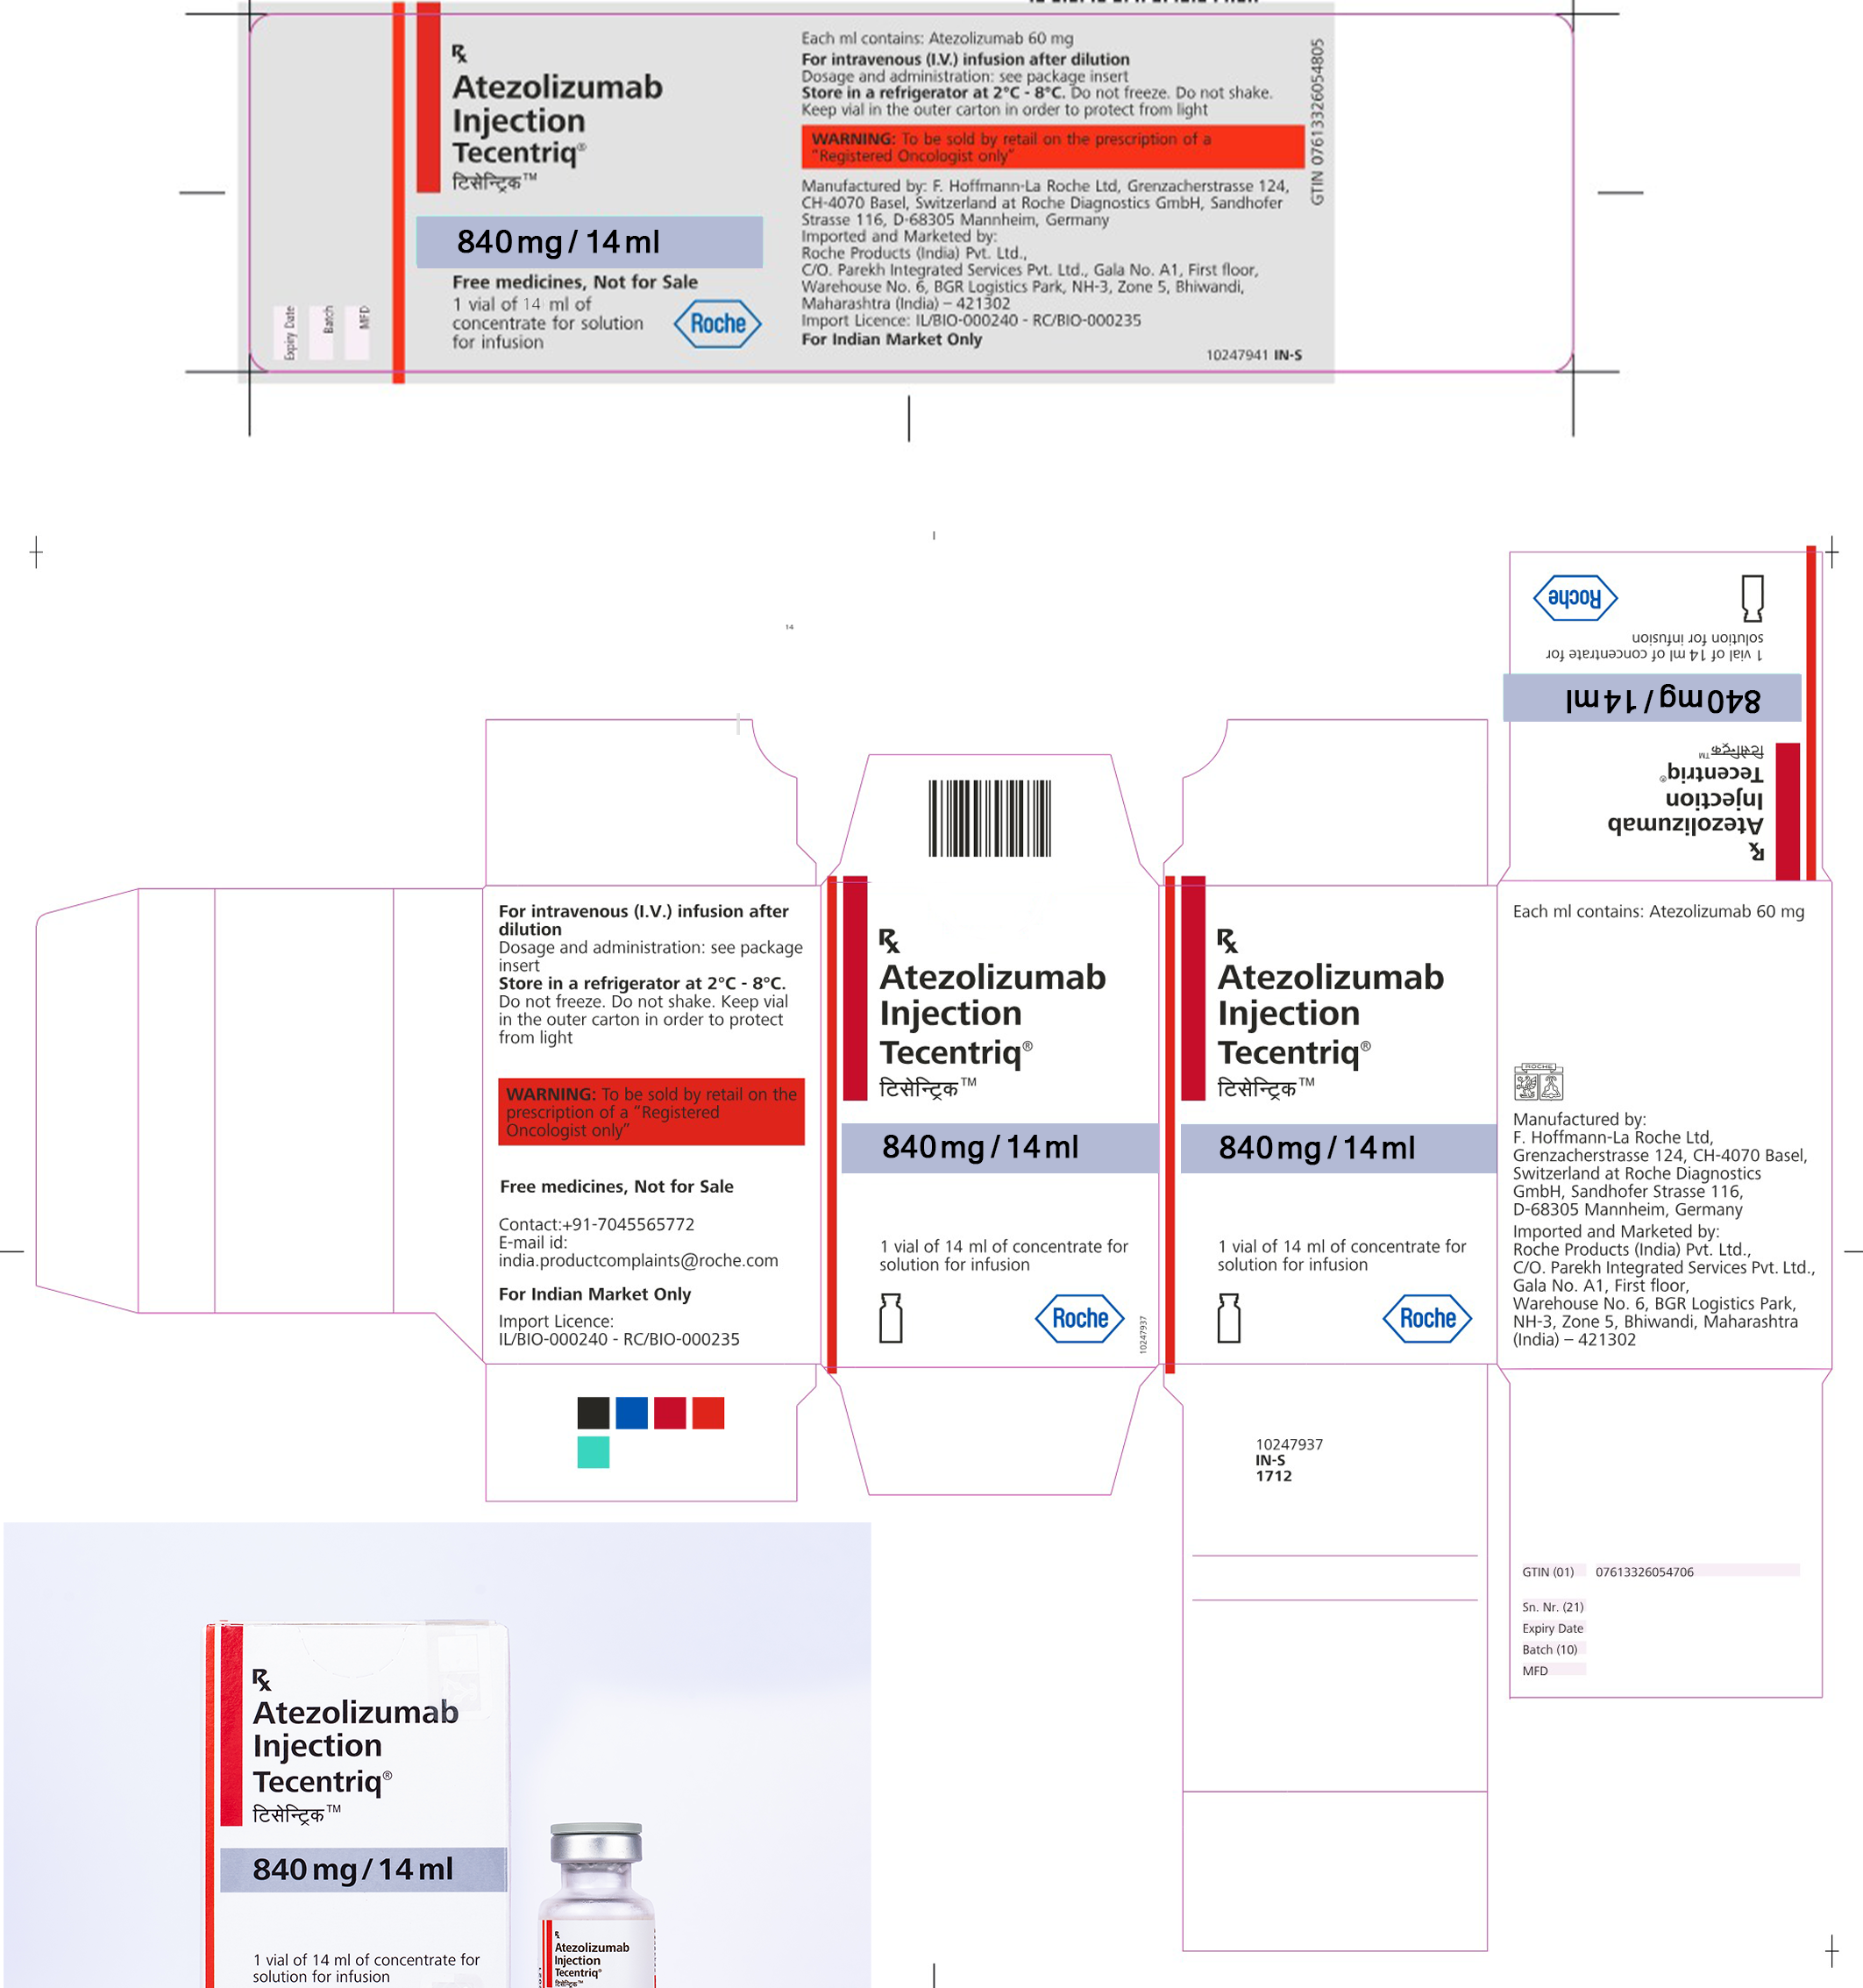 Rx
Atezolizumab
Injection
Tecentriq®
टिसेन्ट्रिक™
840 mg / 14 ml
Free medicines, Not for Sale
1 vial of 14 ml of
concentrate for solution
for infusion
Roche
Expiry Date
Batch
MFD
Each ml contains: Atezolizumab 60 mg
For intravenous (I.V.) infusion after dilution
Dosage and administration: see package insert
Store in a refrigerator at 2°C - 8°C. Do not freeze. Do not shake.
Keep vial in the outer carton in order to protect from light
WARNING: To be sold by retail on the prescription of a
"Registered Oncologist only"
Manufactured by: F. Hoffmann-La Roche Ltd, Grenzacherstrasse 124,
CH-4070 Basel, Switzerland at Roche Diagnostics GmbH, Sandhofer
Strasse 116, D-68305 Mannheim, Germany
Imported and Marketed by:
Roche Products (India) Pvt. Ltd.,
C/O. Parekh Integrated Services Pvt. Ltd., Gala No. A1, First floor,
Warehouse No. 6, BGR Logistics Park, NH-3, Zone 5, Bhiwandi,
Maharashtra (India) – 421302
Import Licence: IL/BIO-000240 - RC/BIO-000235
For Indian Market Only
10247941 IN-S
GTIN 07613326054805
14
Rx
Atezolizumab
Injection
Tecentriq®
टिसेन्ट्रिक™
840 mg / 14 ml
1 vial of 14 ml of concentrate for
solution for infusion
Roche
For intravenous (I.V.) infusion after
dilution
Dosage and administration: see package
insert
Store in a refrigerator at 2°C - 8°C.
Do not freeze. Do not shake. Keep vial
in the outer carton in order to protect
from light
WARNING: To be sold by retail on the
prescription of a "Registered
Oncologist only"
Free medicines, Not for Sale
Contact:+91-7045565772
E-mail id:
india.productcomplaints@roche.com
For Indian Market Only
Import Licence:
IL/BIO-000240 - RC/BIO-000235
Rx
Atezolizumab
Injection
Tecentriq®
टिसेन्ट्रिक™
840 mg / 14 ml
1 vial of 14 ml of concentrate for
solution for infusion
Roche
10247937
Rx
Atezolizumab
Injection
Tecentriq®
टिसेन्ट्रिक™
840 mg / 14 ml
1 vial of 14 ml of concentrate for
solution for infusion
Roche
Each ml contains: Atezolizumab 60 mg
ROCHE
Manufactured by:
F. Hoffmann-La Roche Ltd,
Grenzacherstrasse 124, CH-4070 Basel,
Switzerland at Roche Diagnostics
GmbH, Sandhofer Strasse 116,
D-68305 Mannheim, Germany
Imported and Marketed by:
Roche Products (India) Pvt. Ltd.,
C/O. Parekh Integrated Services Pvt. Ltd.,
Gala No. A1, First floor,
Warehouse No. 6, BGR Logistics Park,
NH-3, Zone 5, Bhiwandi, Maharashtra
(India) – 421302
10247937
IN-S
1712
GTIN (01) 07613326054706
Sn. Nr. (21)
Expiry Date
Batch (10)
MFD
Rx
Atezolizumab
Injection
Tecentriq®
टिसेन्ट्रिक™
840 mg / 14 ml
1 vial of 14 ml of concentrate for
solution for infusion
Rx
Atezolizumab
Injection
Tecentriq®
टिसेन्ट्रिक™